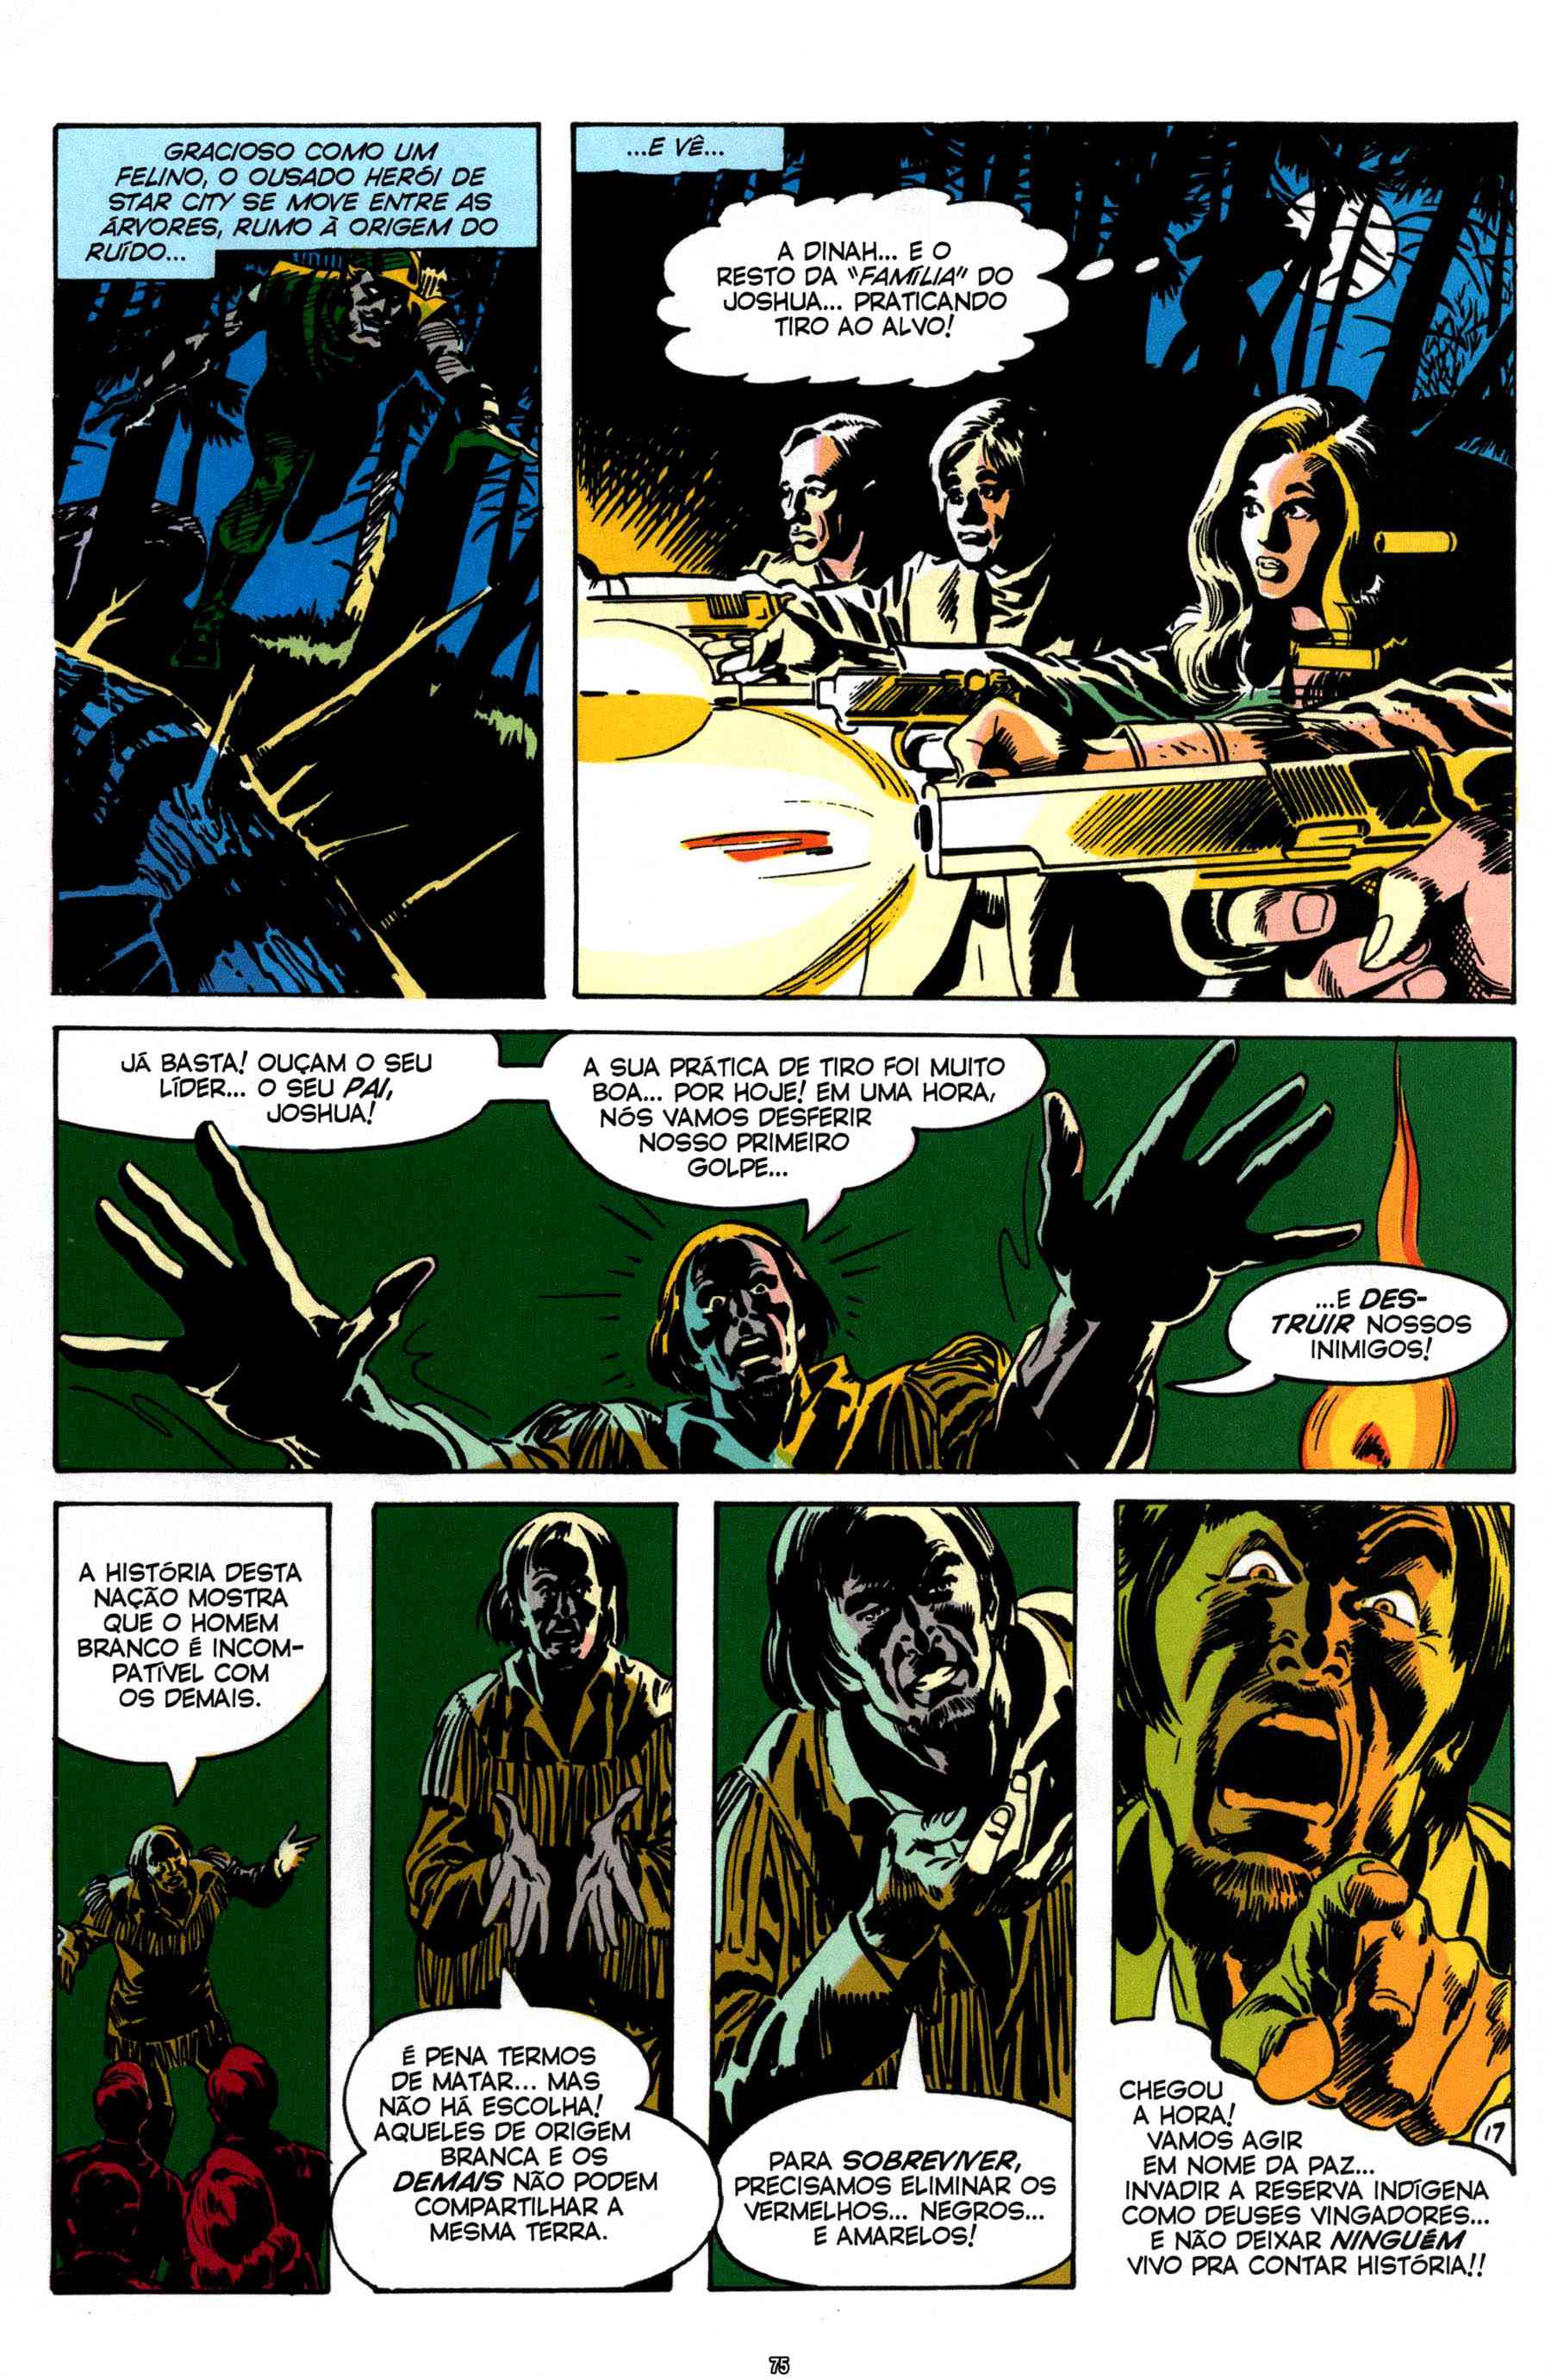 GRACIOSO COMO UM
FELINO, O OUSADO HERÓI DE
STAR CITY SE MOVE ENTRE AS
ÁRVORES, RUMO À ORIGEM DO
RUÍDO...
...E VÊ...
A DINAH... E O
RESTO DA "FAMÍLIA" DO
JOSHUA... PRATICANDO
TIRO AO ALVO!
JÁ BASTA! OUÇAM O SEU
LÍDER... O SEU PAI,
JOSHUA!
A SUA PRÁTICA DE TIRO FOI MUITO
BOA... POR HOJE! EM UMA HORA,
NÓS VAMOS DESFERIR
NOSSO PRIMEIRO
GOLPE...
...E DES-
TRUIR NOSSOS
INIMIGOS!
A HISTÓRIA DESTA
NAÇÃO MOSTRA
QUE O HOMEM
BRANCO É INCOM-
PATÍVEL COM
OS DEMAIS.
É PENA TERMOS
DE MATAR... MAS
NÃO HÁ ESCOLHA!
AQUELES DE ORIGEM
BRANCA E OS
DEMAIS NÃO PODEM
COMPARTILHAR A
MESMA TERRA.
PARA SOBREVIVER,
PRECISAMOS ELIMINAR OS
VERMELHOS... NEGROS...
E AMARELOS!
CHEGOU
A HORA!
VAMOS AGIR
EM NOME DA PAZ...
INVADIR A RESERVA INDÍGENA
COMO DEUSES VINGADORES...
E NÃO DEIXAR NINGUÉM
VIVO PRA CONTAR HISTÓRIA!!
17
75